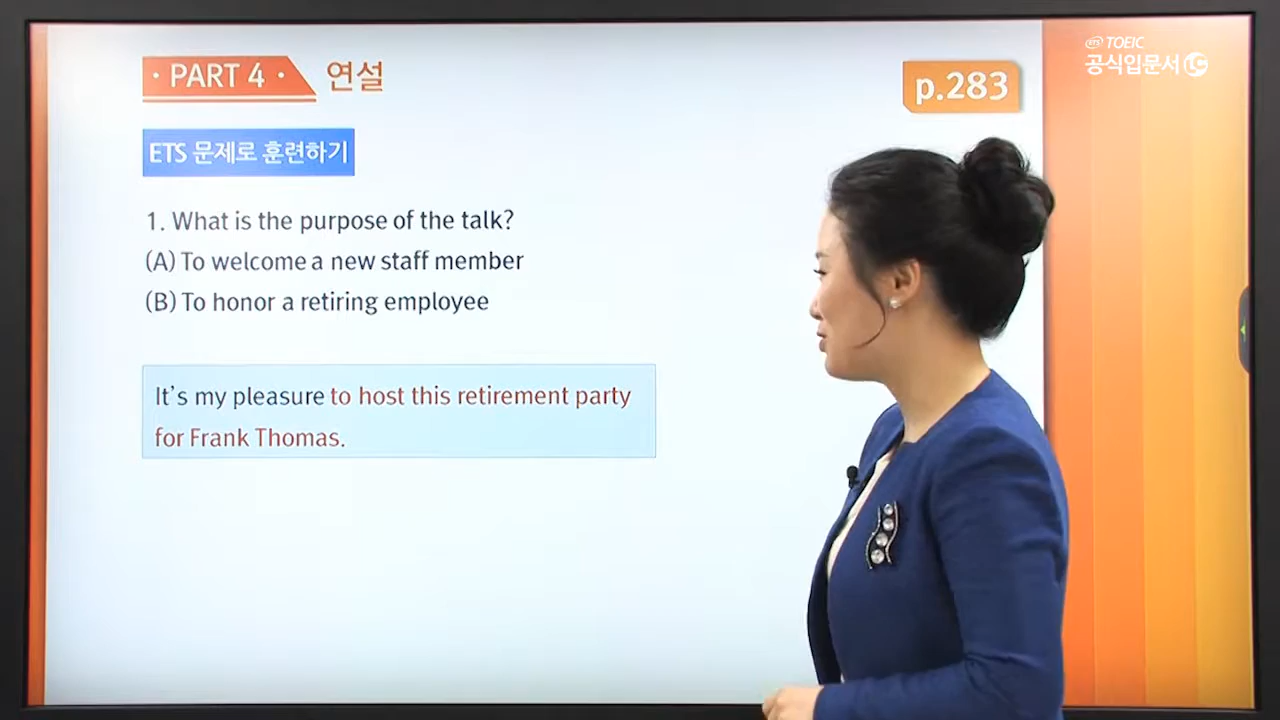 · PART 4 · 연설
p.283
ETS TOEIC
공식입문서 LC
ETS 문제로 훈련하기
1. What is the purpose of the talk?
(A) To welcome a new staff member
(B) To honor a retiring employee
It's my pleasure to host this retirement party
for Frank Thomas.